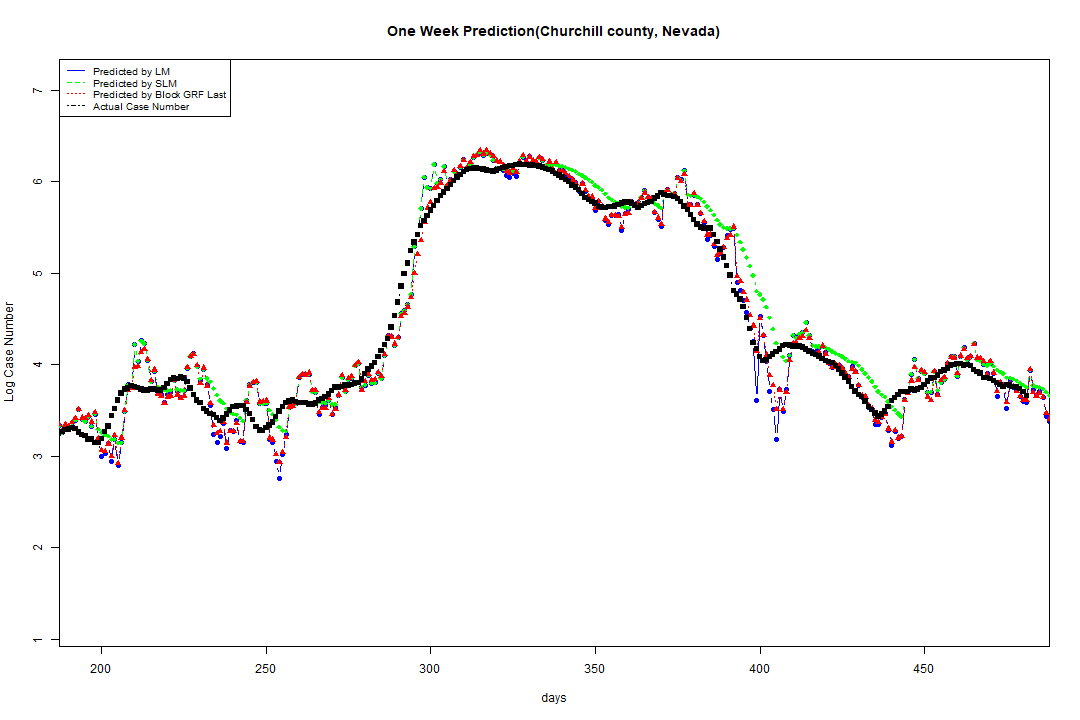 One Week Prediction(Churchill county, Nevada)
Predicted by LM
Predicted by SLM
Predicted by Block GRF Last
Actual Case Number
7
6
5
4
3
2
1
Log Case Number
200 250 300 350 400 450
days